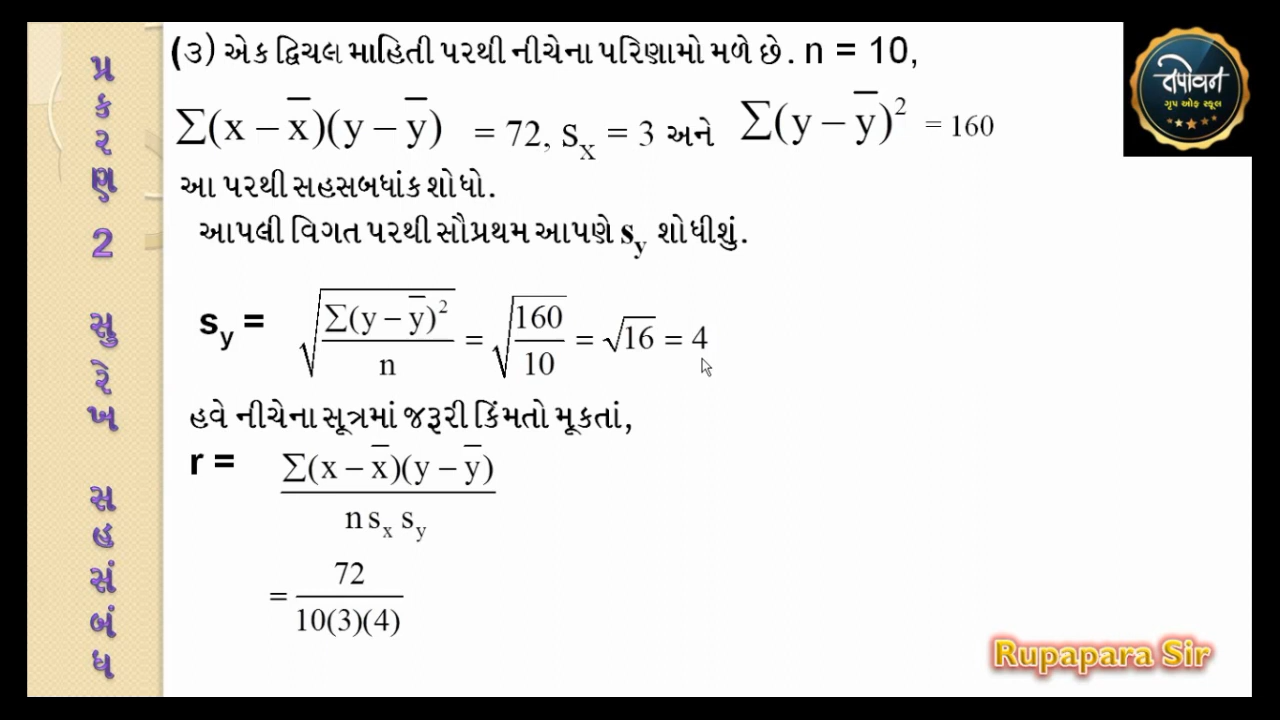 (૩) એક દ્વિચલ માહિતી પરથી નીચેના પરિણામો મળે છે. n = 10,
∑(x − x̅)(y − y̅) = 72, Sₓ = 3 અને ∑(y − y̅)² = 160
આ પરથી સહસબધાંક શોધો.
આપલી વિગત પરથી સૌપ્રથમ આપણે s_y શોધીશું.
s_y = √(∑(y − y̅)² / n) = √(160 / 10) = √16 = 4
હવે નીચેના સૂત્રમાં જરૂરી કિંમતો મૂકતાં,
r = ∑(x − x̅)(y − y̅) / n sₓ s_y
= 72 / 10(3)(4)
પ્રકરણ 2 સુરેખ સહસંબંધ
તપોવન
ગૃપ ઓફ સ્કૂલ
Rupapara Sir